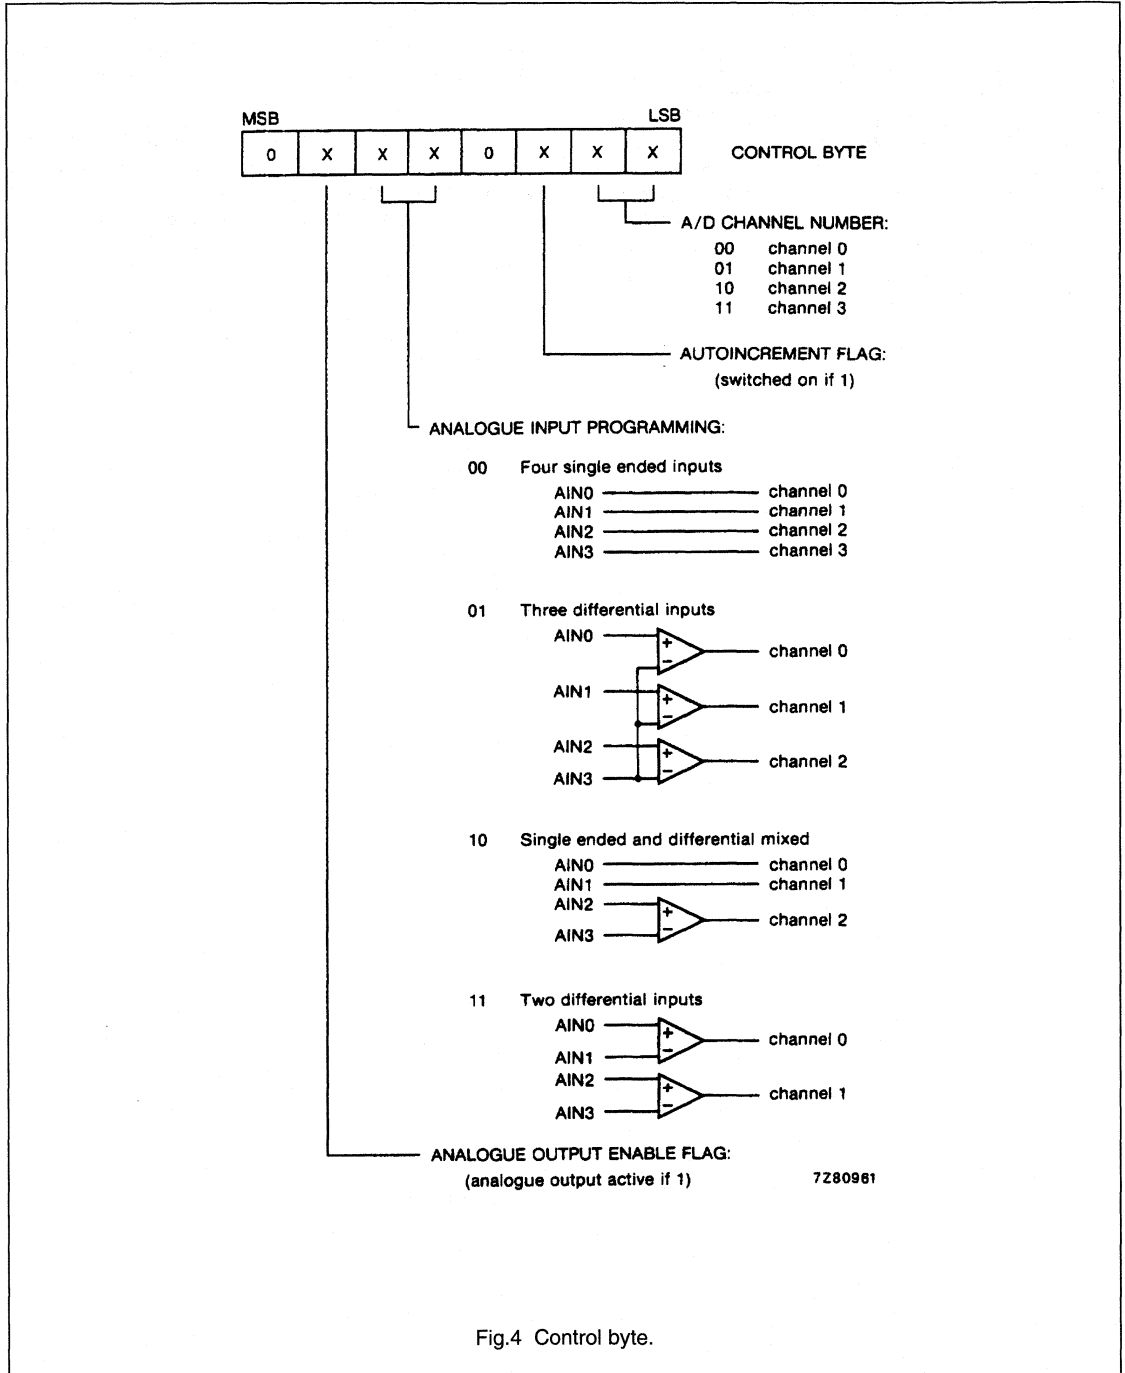 MSB LSB
0 X X X 0 X X X CONTROL BYTE
A/D CHANNEL NUMBER:
00 channel 0
01 channel 1
10 channel 2
11 channel 3
AUTOINCREMENT FLAG:
(switched on if 1)
ANALOGUE INPUT PROGRAMMING:
00 Four single ended inputs
AIN0 channel 0
AIN1 channel 1
AIN2 channel 2
AIN3 channel 3
01 Three differential inputs
AIN0 + − channel 0
AIN1 + − channel 1
AIN2 + channel 2
AIN3 −
10 Single ended and differential mixed
AIN0 channel 0
AIN1 channel 1
AIN2 + channel 2
AIN3 −
11 Two differential inputs
AIN0 + channel 0
AIN1 −
AIN2 + channel 1
AIN3 −
ANALOGUE OUTPUT ENABLE FLAG:
(analogue output active if 1) 7Z80961
Fig.4 Control byte.